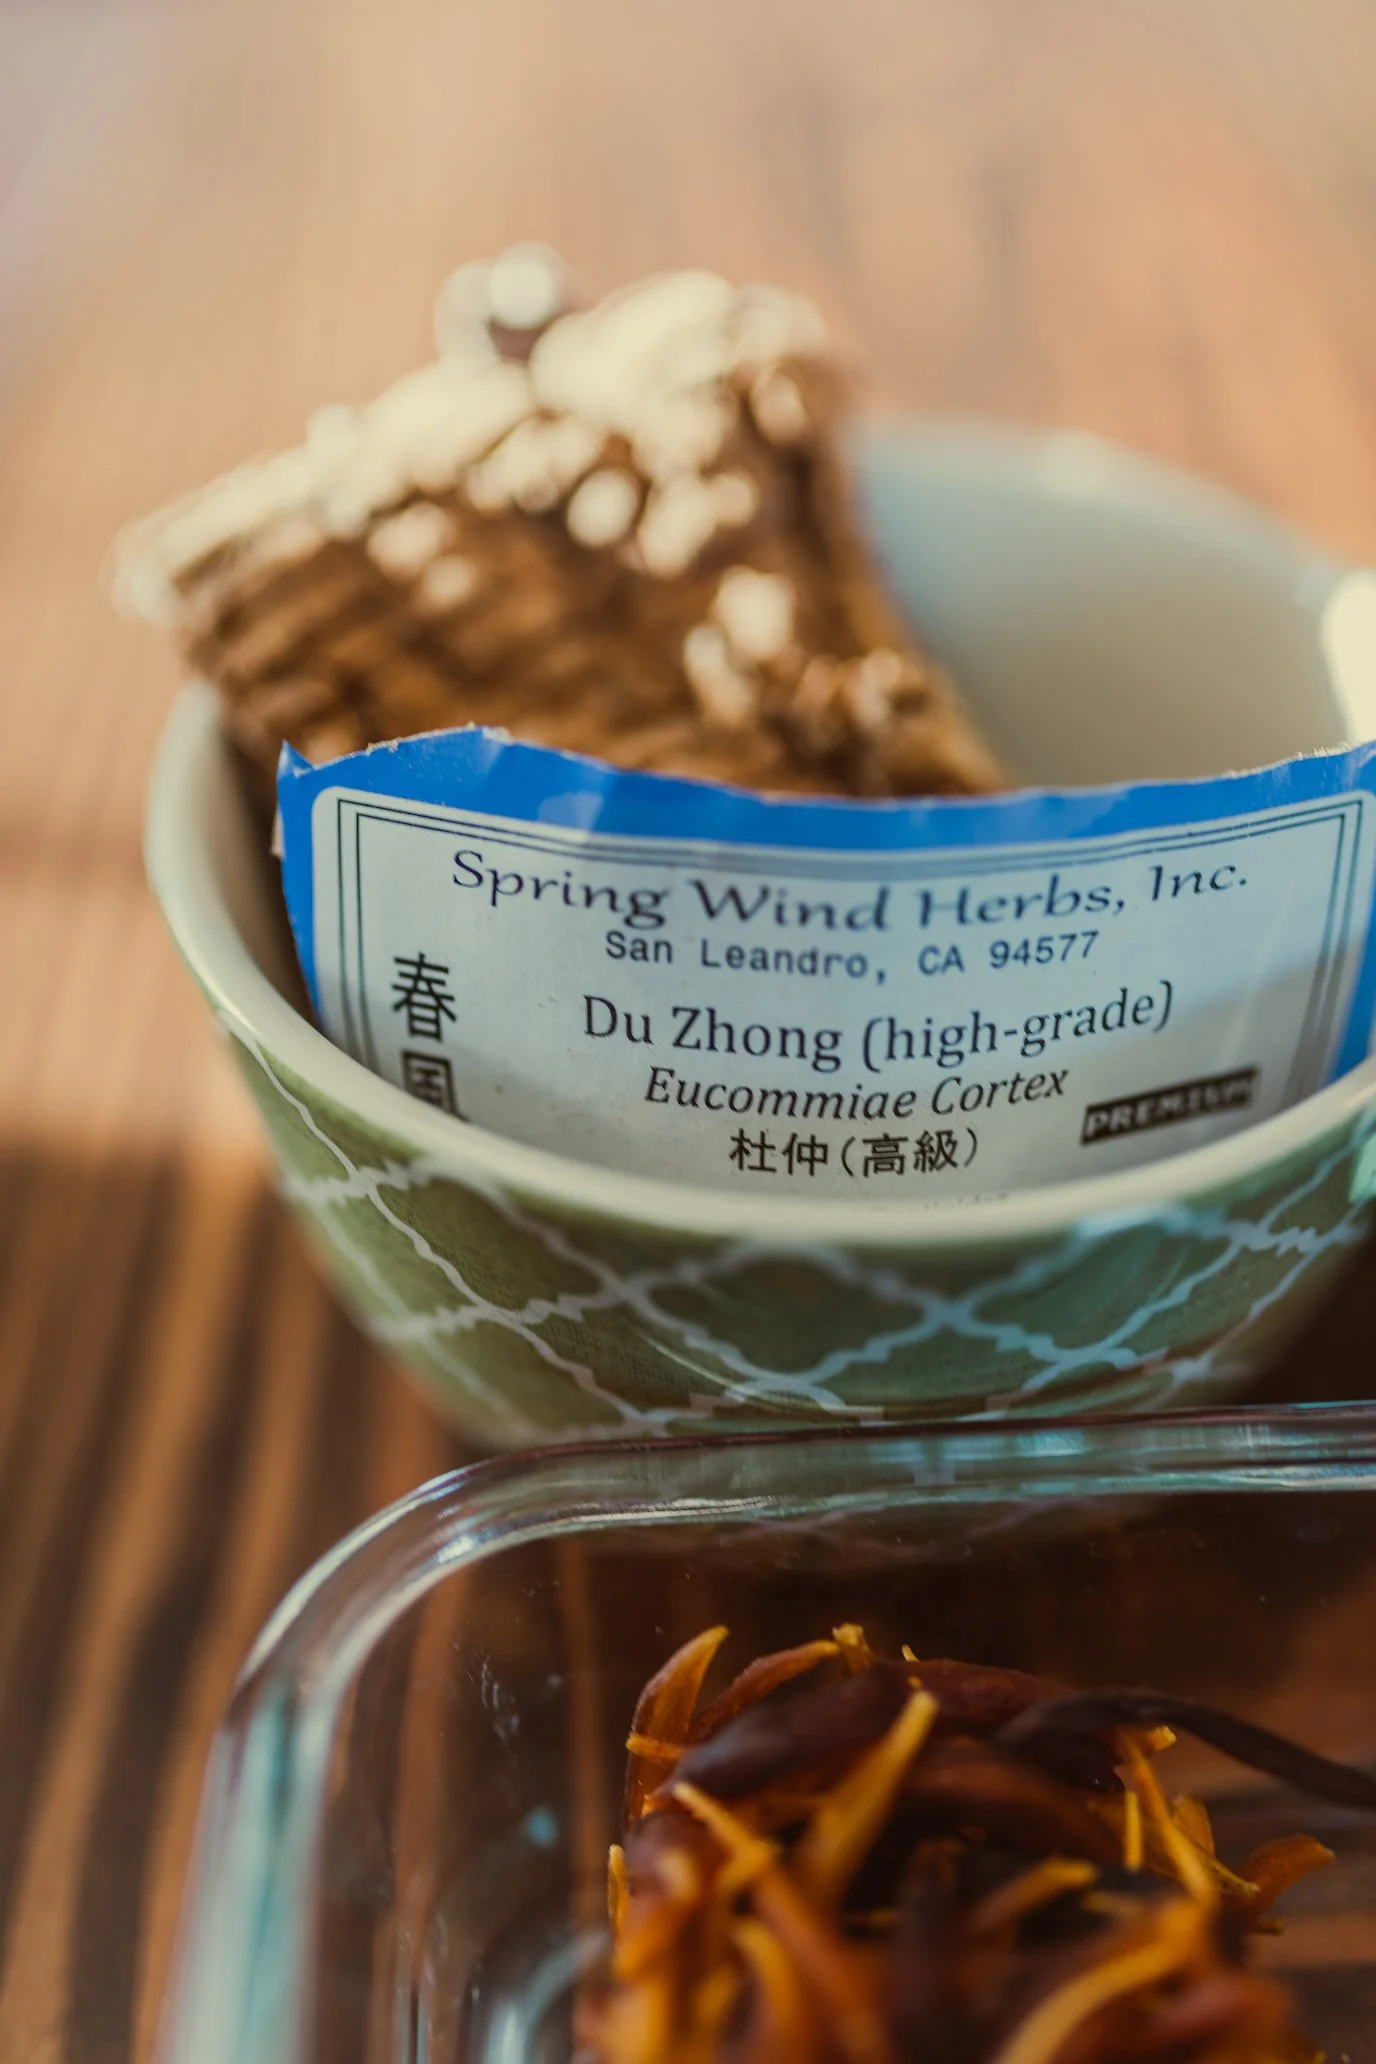 Spring Wind Herbs, Inc.
San Leandro, CA 94577
春風
Du Zhong (high-grade)
Eucommiae Cortex
PREMIUM
杜仲(高級)